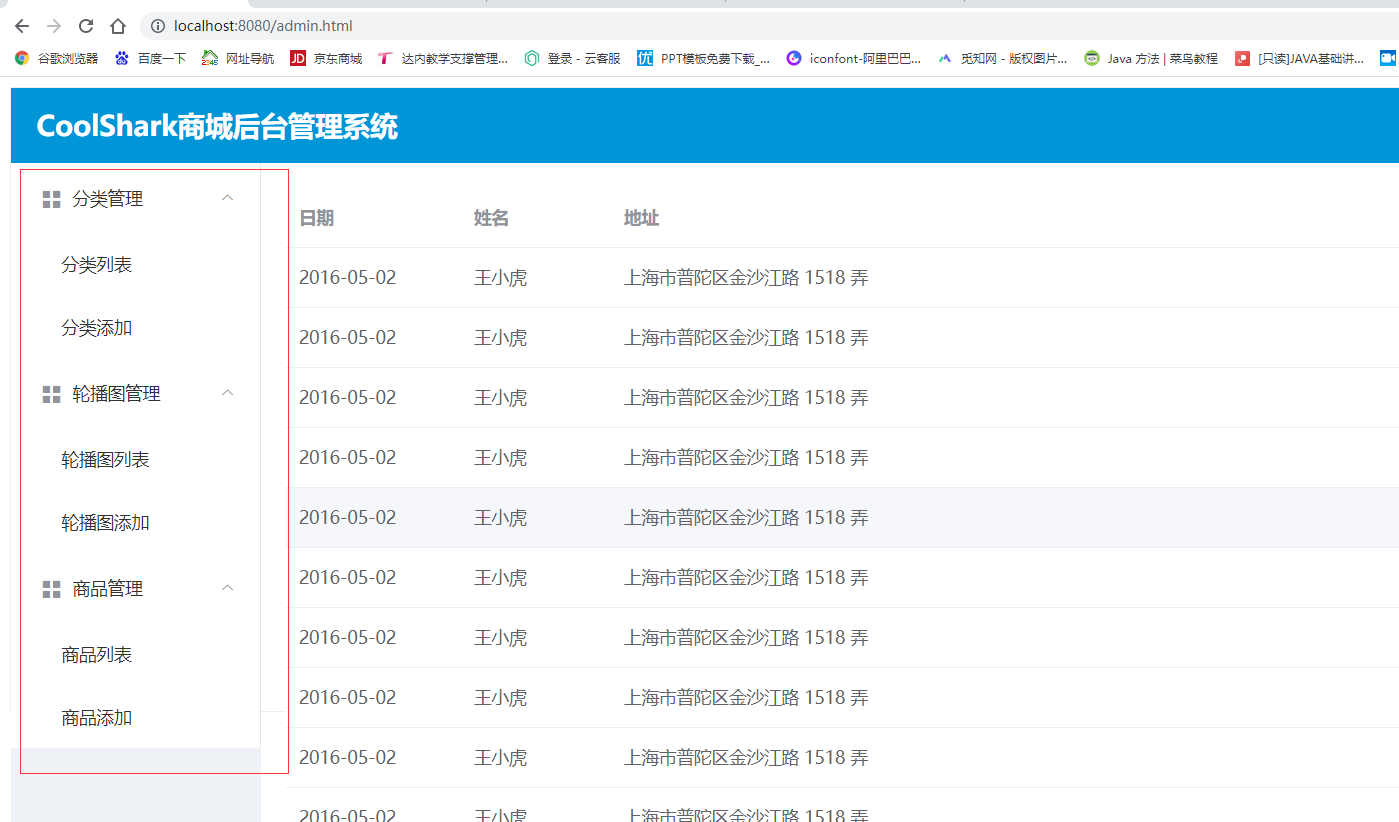 localhost:8080/admin.html
谷歌浏览器 百度一下 网址导航 京东商城 达内教学支撑管理... 登录 - 云客服 PPT模板免费下载_... iconfont-阿里巴巴... 觅知网 - 版权图片... Java 方法 | 菜鸟教程 [只读]JAVA基础讲...
CoolShark商城后台管理系统
分类管理
分类列表
分类添加
轮播图管理
轮播图列表
轮播图添加
商品管理
商品列表
商品添加
日期 姓名 地址
2016-05-02 王小虎 上海市普陀区金沙江路 1518 弄
2016-05-02 王小虎 上海市普陀区金沙江路 1518 弄
2016-05-02 王小虎 上海市普陀区金沙江路 1518 弄
2016-05-02 王小虎 上海市普陀区金沙江路 1518 弄
2016-05-02 王小虎 上海市普陀区金沙江路 1518 弄
2016-05-02 王小虎 上海市普陀区金沙江路 1518 弄
2016-05-02 王小虎 上海市普陀区金沙江路 1518 弄
2016-05-02 王小虎 上海市普陀区金沙江路 1518 弄
2016-05-02 王小虎 上海市普陀区金沙江路 1518 弄
2016-05-02 王小虎 上海市普陀区金沙江路 1518 弄